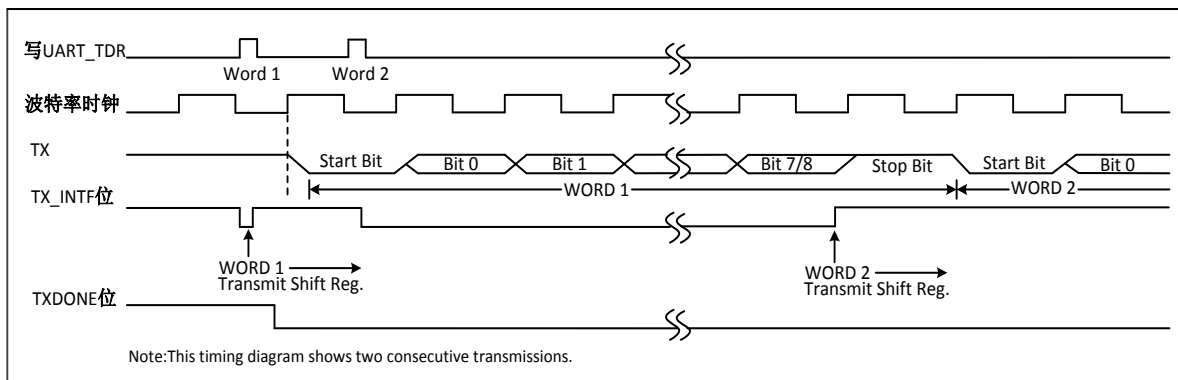 写UART_TDR
Word 1 Word 2
波特率时钟
TX
Start Bit Bit 0 Bit 1 Bit 7/8 Stop Bit Start Bit Bit 0
WORD 1 WORD 2
TX_INTF位
WORD 1 WORD 2
Transmit Shift Reg. Transmit Shift Reg.
TXDONE位
Note:This timing diagram shows two consecutive transmissions.